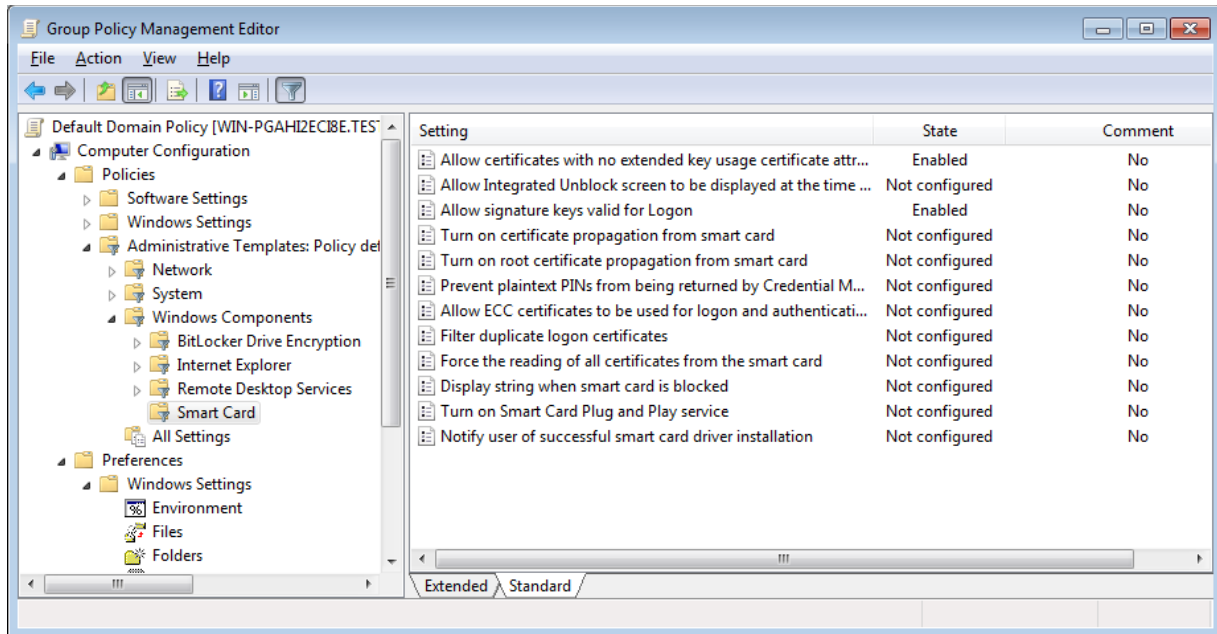 Group Policy Management Editor
File Action View Help
Default Domain Policy [WIN-PGAHI2ECI8E.TES
Computer Configuration
Policies
Software Settings
Windows Settings
Administrative Templates: Policy def
Network
System
Windows Components
BitLocker Drive Encryption
Internet Explorer
Remote Desktop Services
Smart Card
All Settings
Preferences
Windows Settings
Environment
Files
Folders
Setting State Comment
Allow certificates with no extended key usage certificate attr... Enabled No
Allow Integrated Unblock screen to be displayed at the time ... Not configured No
Allow signature keys valid for Logon Enabled No
Turn on certificate propagation from smart card Not configured No
Turn on root certificate propagation from smart card Not configured No
Prevent plaintext PINs from being returned by Credential M... Not configured No
Allow ECC certificates to be used for logon and authenticati... Not configured No
Filter duplicate logon certificates Not configured No
Force the reading of all certificates from the smart card Not configured No
Display string when smart card is blocked Not configured No
Turn on Smart Card Plug and Play service Not configured No
Notify user of successful smart card driver installation Not configured No
Extended Standard